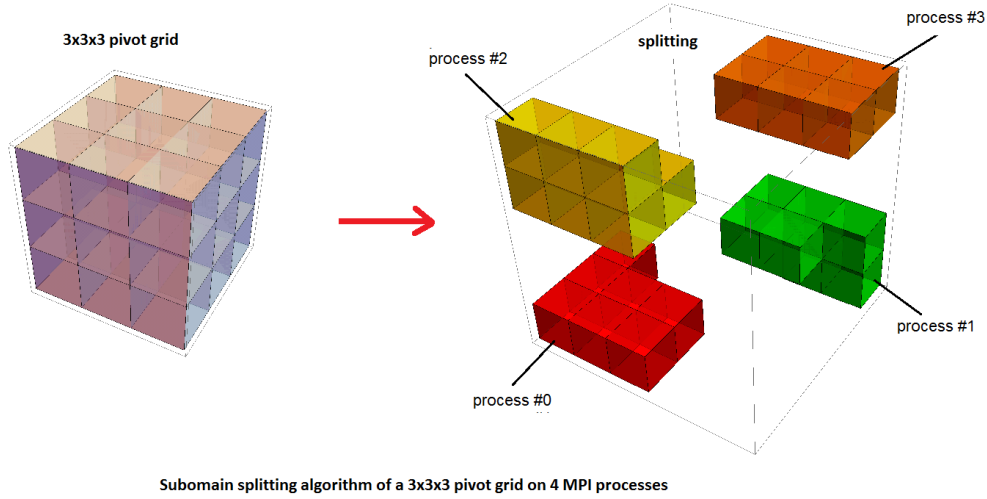 process #3
3x3x3 pivot grid
splitting
process #2
process #1
process #0
Subomain splitting algorithm of a 3x3x3 pivot grid on 4 MPI processes